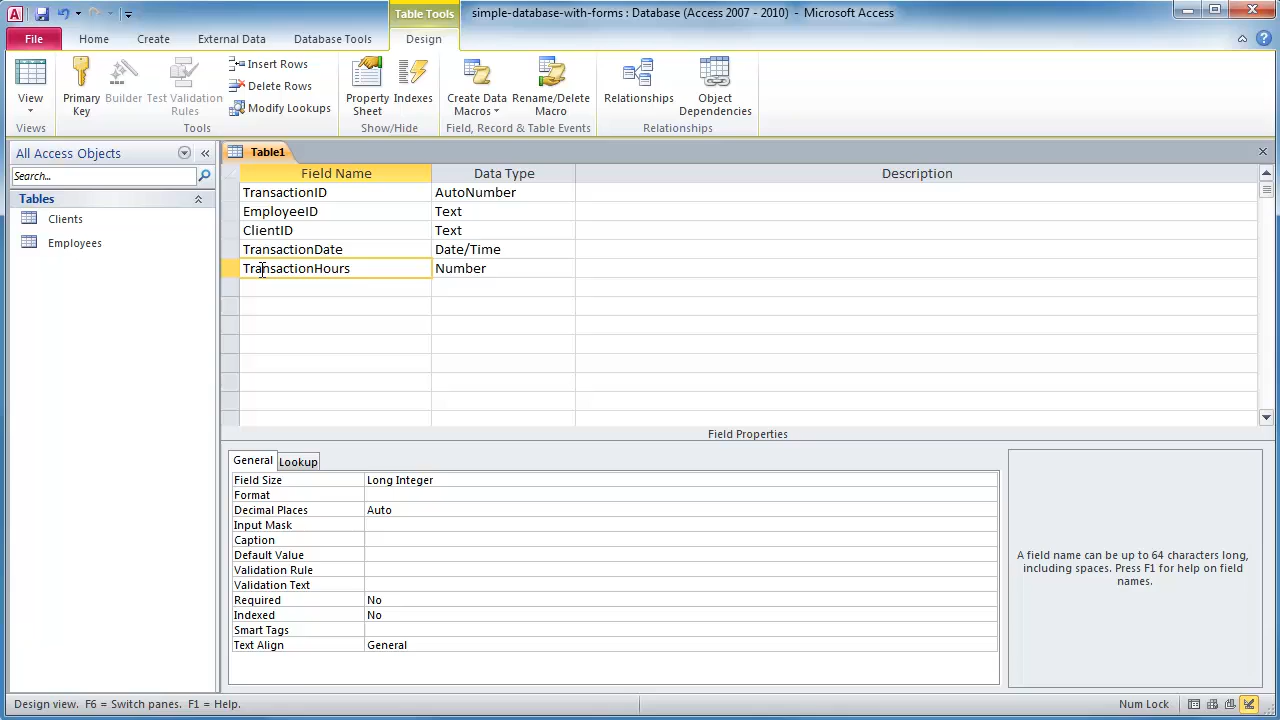 Table Tools
simple-database-with-forms : Database (Access 2007 - 2010) - Microsoft Access
File Home Create External Data Database Tools Design
View
Views
Primary Key
Builder
Test Validation Rules
Insert Rows
Delete Rows
Modify Lookups
Tools
Property Sheet
Indexes
Show/Hide
Create Data Macros
Rename/Delete Macro
Field, Record & Table Events
Relationships
Object Dependencies
Relationships
All Access Objects
Search...
Tables
Clients
Employees
Table1
Field Name Data Type Description
TransactionID AutoNumber
EmployeeID Text
ClientID Text
TransactionDate Date/Time
TransactionHours Number
Field Properties
General Lookup
Field Size Long Integer
Format
Decimal Places Auto
Input Mask
Caption
Default Value
Validation Rule
Validation Text
Required No
Indexed No
Smart Tags
Text Align General
A field name can be up to 64 characters long,
including spaces. Press F1 for help on field
names.
Design view. F6 = Switch panes. F1 = Help.
Num Lock